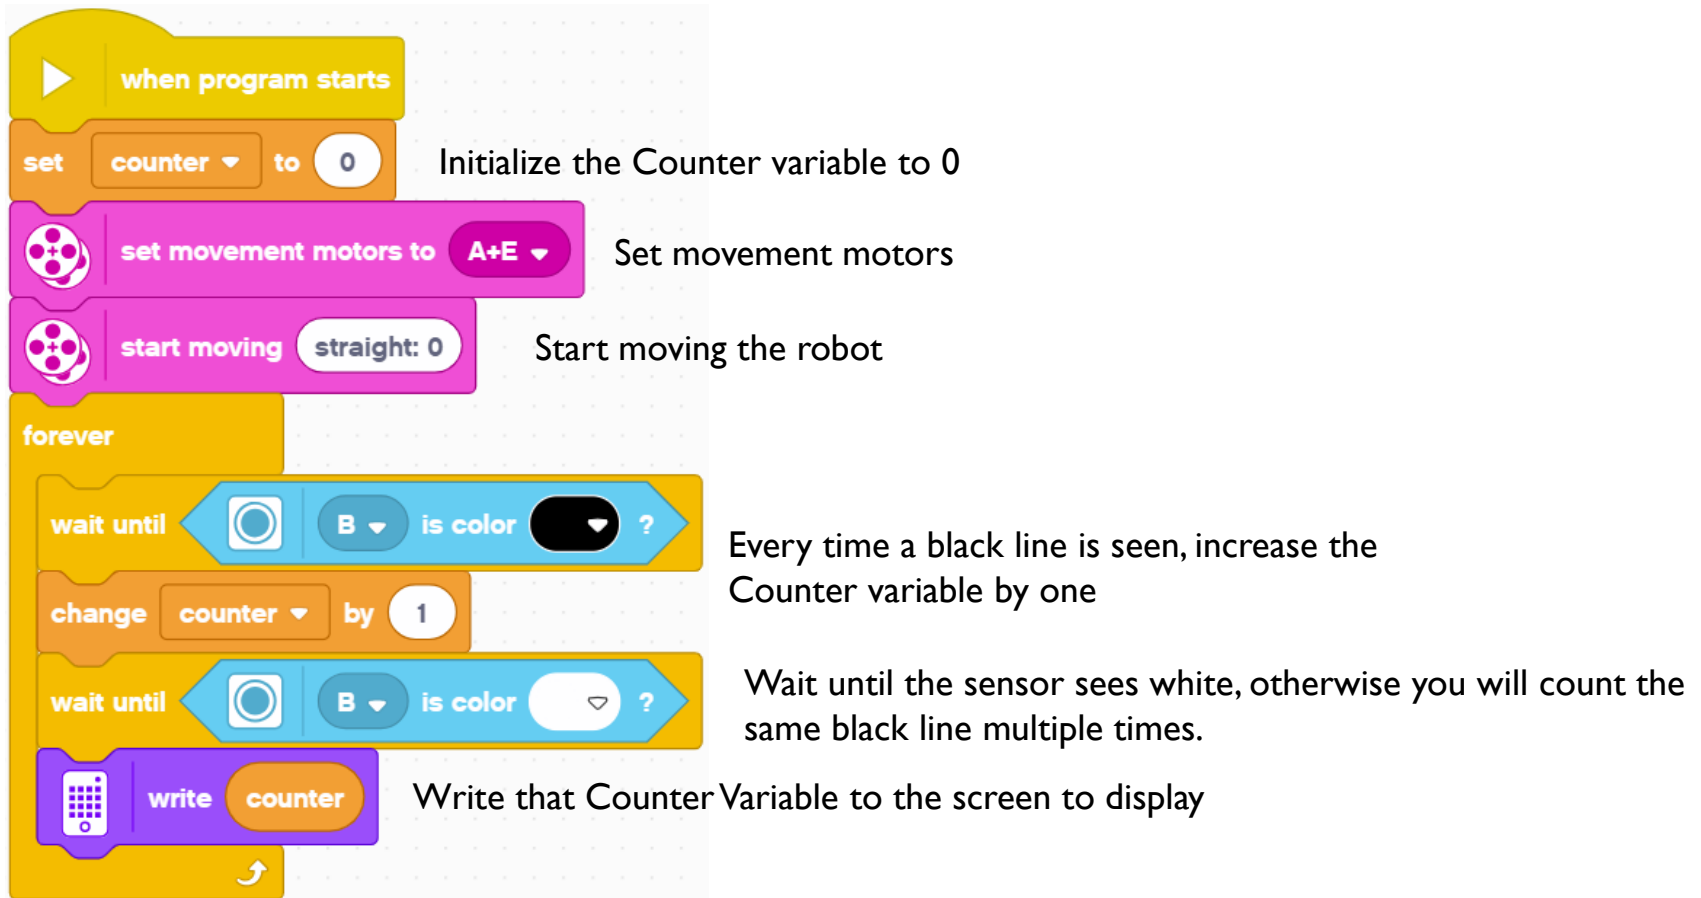 when program starts
set counter to 0
Initialize the Counter variable to 0
set movement motors to A+E
Set movement motors
start moving straight: 0
Start moving the robot
forever
wait until B is color ?
Every time a black line is seen, increase the
Counter variable by one
change counter by 1
wait until B is color ?
Wait until the sensor sees white, otherwise you will count the
same black line multiple times.
write counter
Write that Counter Variable to the screen to display